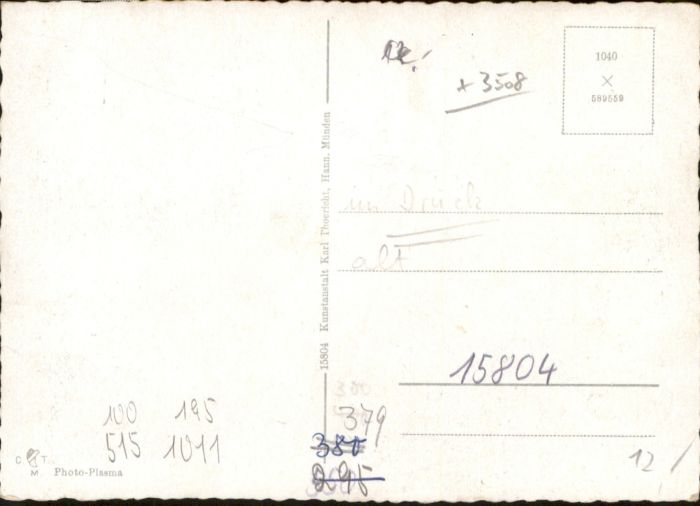 1040
X
589559
+3508
im Druck
alt
15804 Kunstanstalt Karl Thoericht, Hann. Münden
15804
100 195
515 1011
379
380
295
C T.
M
Photo-Plasma
12/